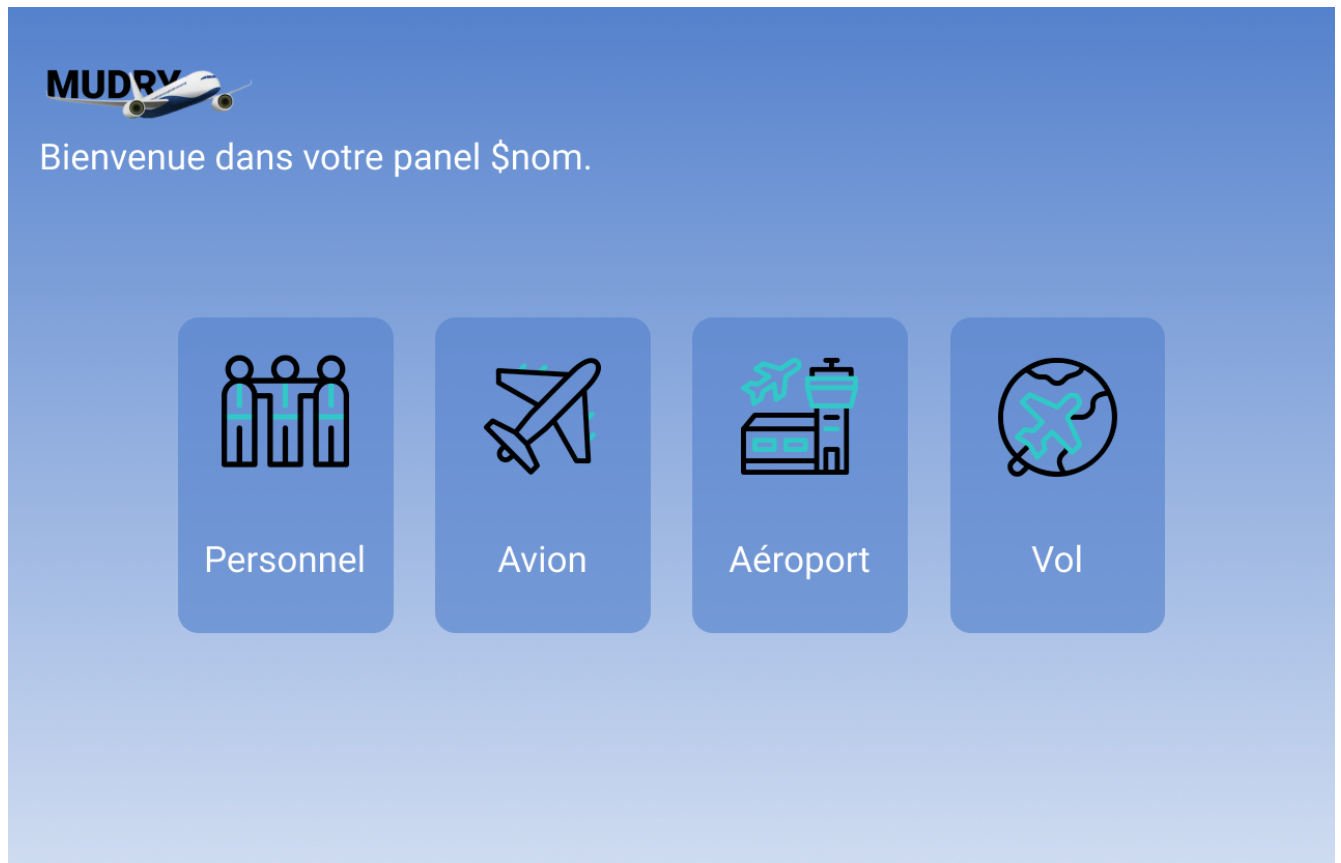 MUDRY
Bienvenue dans votre panel $nom.
Personnel
Avion
Aéroport
Vol